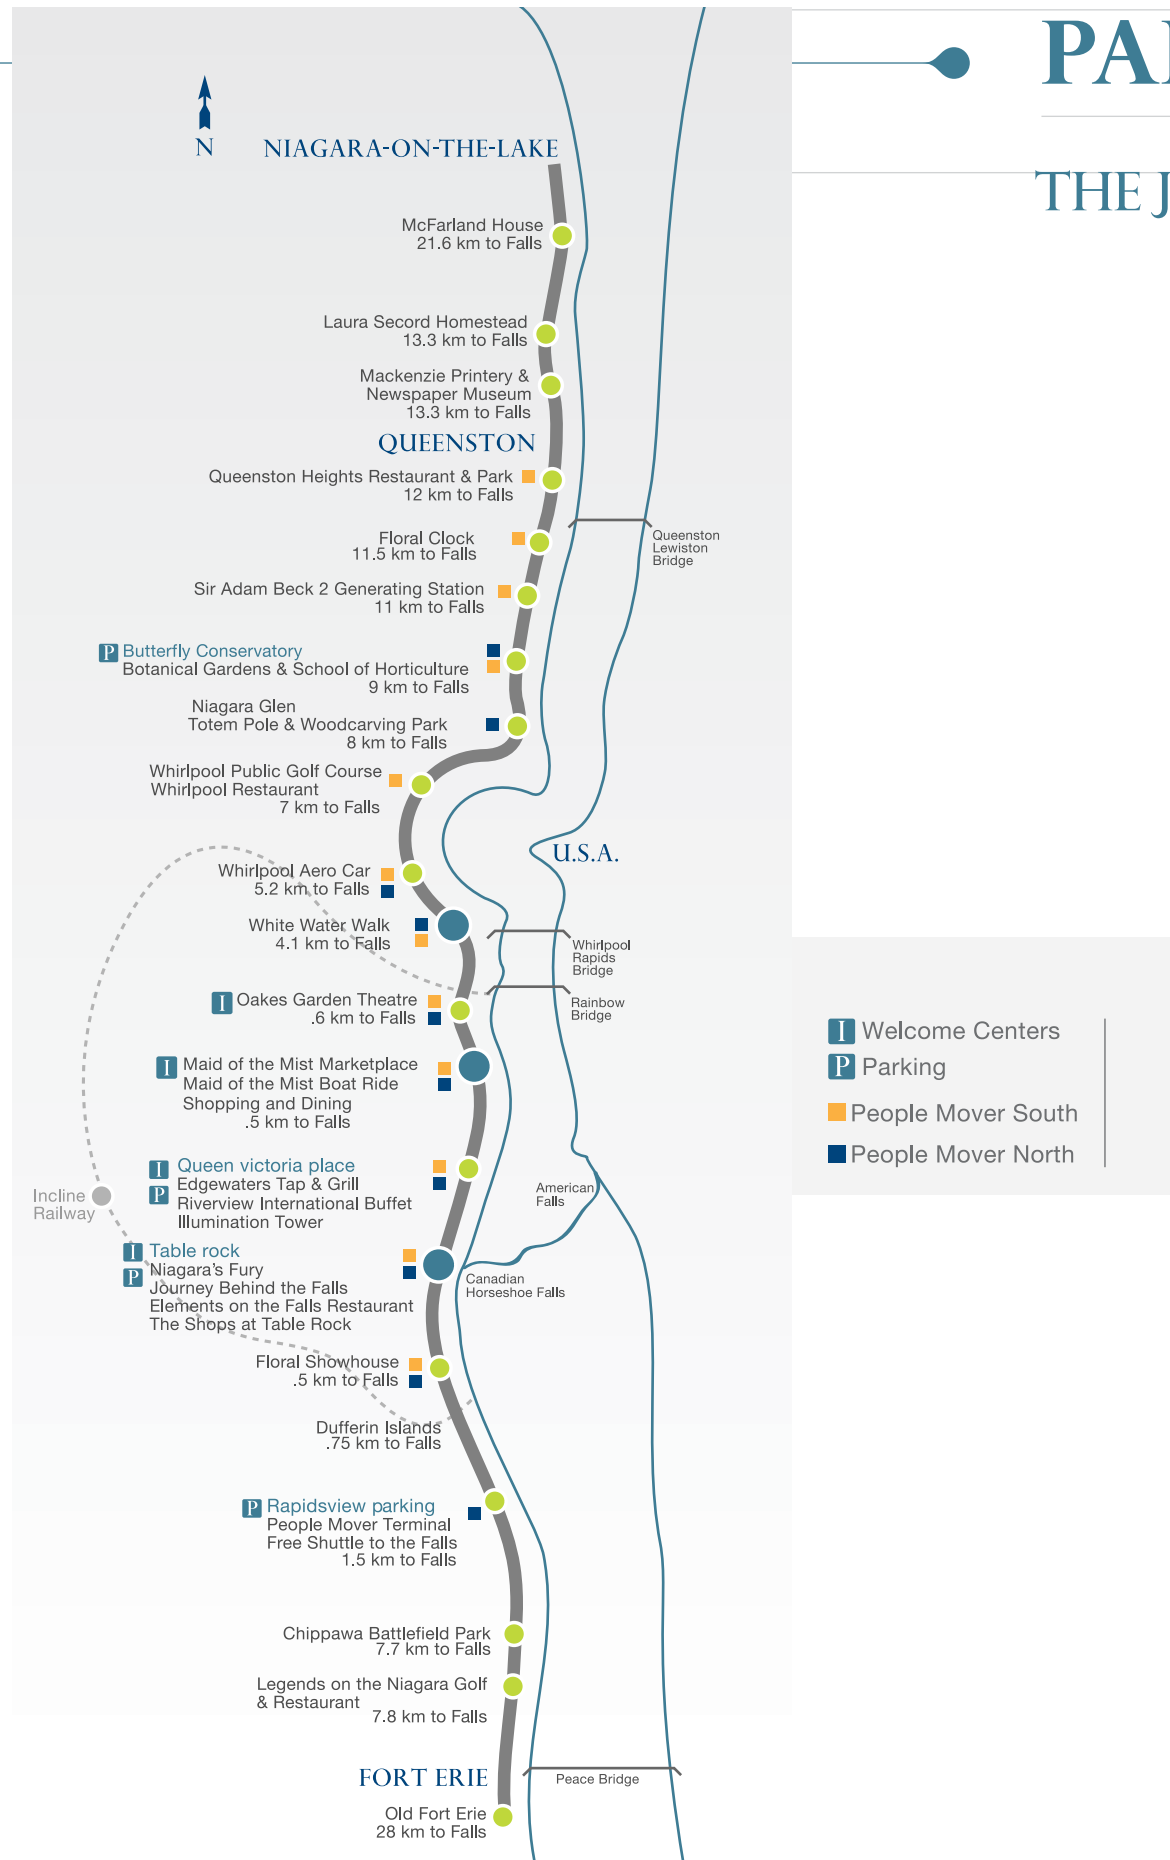 PA
THE J
N
NIAGARA-ON-THE-LAKE
McFarland House
21.6 km to Falls
Laura Secord Homestead
13.3 km to Falls
Mackenzie Printery &
Newspaper Museum
13.3 km to Falls
QUEENSTON
Queenston Heights Restaurant & Park
12 km to Falls
Floral Clock
11.5 km to Falls
Queenston
Lewiston
Bridge
Sir Adam Beck 2 Generating Station
11 km to Falls
P Butterfly Conservatory
Botanical Gardens & School of Horticulture
9 km to Falls
Niagara Glen
Totem Pole & Woodcarving Park
8 km to Falls
Whirlpool Public Golf Course
Whirlpool Restaurant
7 km to Falls
U.S.A.
Whirlpool Aero Car
5.2 km to Falls
White Water Walk
4.1 km to Falls
Whirlpool
Rapids
Bridge
I Oakes Garden Theatre
.6 km to Falls
Rainbow
Bridge
I Maid of the Mist Marketplace
Maid of the Mist Boat Ride
Shopping and Dining
.5 km to Falls
I Queen victoria place
P Edgewaters Tap & Grill
Riverview International Buffet
Illumination Tower
American
Falls
Incline
Railway
I Table rock
P Niagara's Fury
Journey Behind the Falls
Elements on the Falls Restaurant
The Shops at Table Rock
Canadian
Horseshoe Falls
Floral Showhouse
.5 km to Falls
Dufferin Islands
.75 km to Falls
P Rapidsview parking
People Mover Terminal
Free Shuttle to the Falls
1.5 km to Falls
Chippawa Battlefield Park
7.7 km to Falls
Legends on the Niagara Golf
& Restaurant
7.8 km to Falls
FORT ERIE
Peace Bridge
Old Fort Erie
28 km to Falls
I Welcome Centers
P Parking
People Mover South
People Mover North